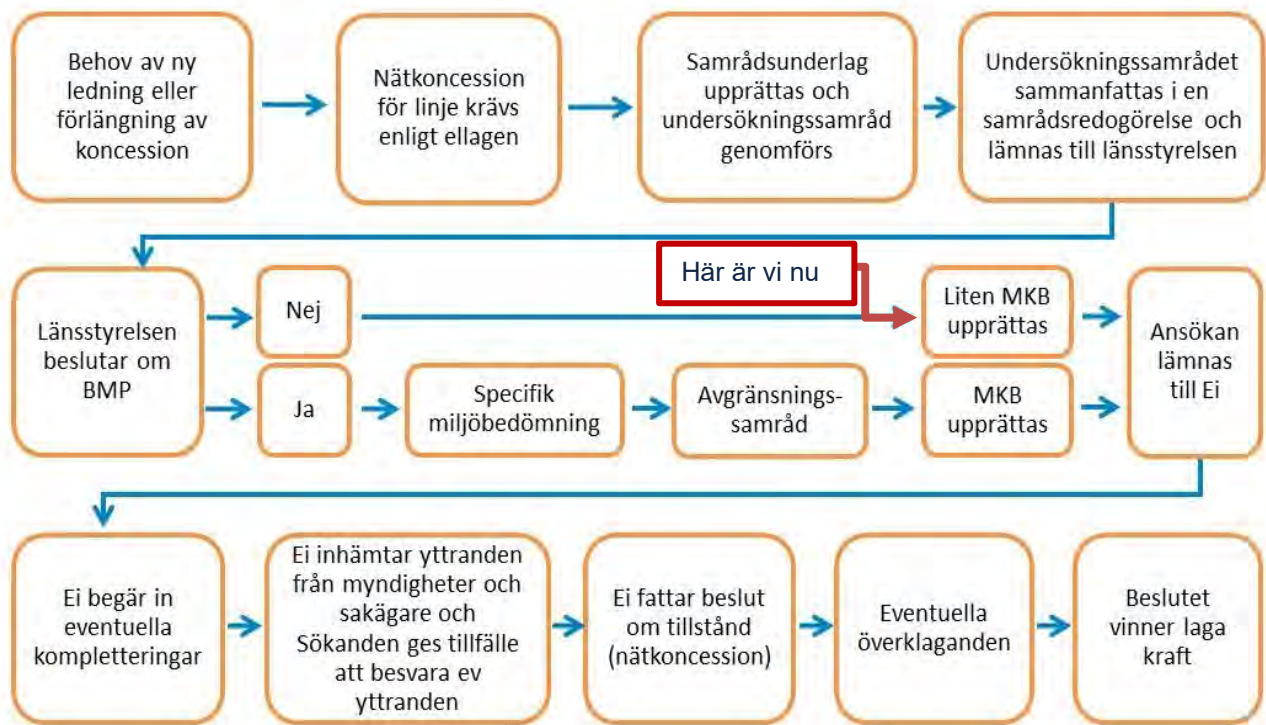 Behov av ny
ledning eller
förlängning av
koncession
Nätkoncession
för linje krävs
enligt ellagen
Samrådsunderlag
upprättas och
undersökningssamråd
genomförs
Undersökningssamrådet
sammanfattas i en
samrådsredogörelse och
lämnas till länsstyrelsen
Länsstyrelsen
beslutar om
BMP
Nej
Här är vi nu
Liten MKB
upprättas
Ja
Specifik
miljöbedömning
Avgränsnings-
samråd
MKB
upprättas
Ansökan
lämnas
till Ei
Ei begär in
eventuella
kompletteringar
Ei inhämtar yttranden
från myndigheter och
sakägare och
Sökanden ges tillfälle
att besvara ev
yttranden
Ei fattar beslut
om tillstånd
(nätkoncession)
Eventuella
överklaganden
Beslutet
vinner laga
kraft